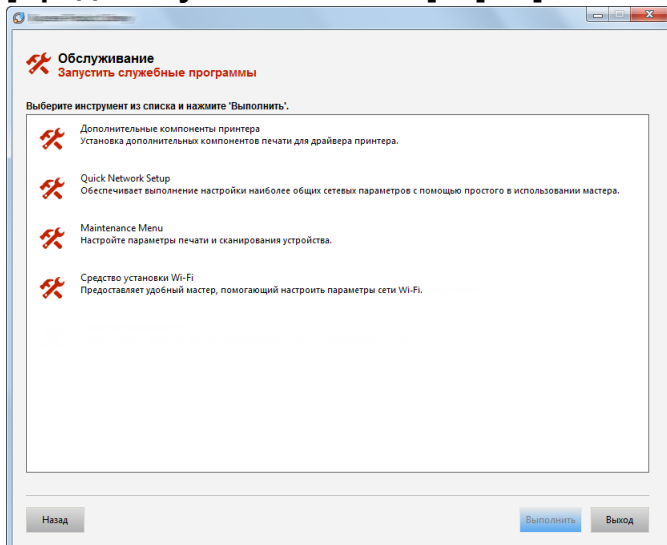 Обслуживание
Запустить служебные программы
Выберите инструмент из списка и нажмите 'Выполнить'.
Дополнительные компоненты принтера
Установка дополнительных компонентов печати для драйвера принтера.
Quick Network Setup
Обеспечивает выполнение настройки наиболее общих сетевых параметров с помощью простого в использовании мастера.
Maintenance Menu
Настройте параметры печати и сканирования устройства.
Средство установки Wi-Fi
Предоставляет удобный мастер, помогающий настроить параметры сети Wi-Fi.
Назад
Выполнить
Выход